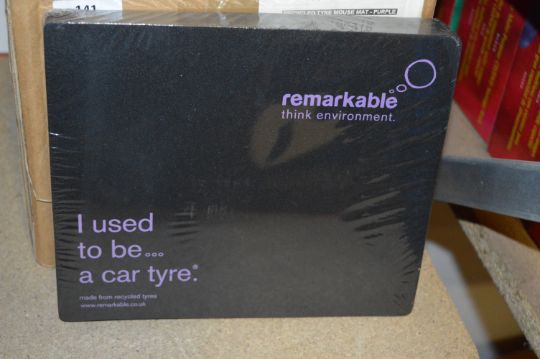 141
RECYCLED TYRE MOUSE MAT - PURPLE
remarkable
think environment.
I used
to be...
a car tyre.
made from recycled tyres
www.remarkable.co.uk